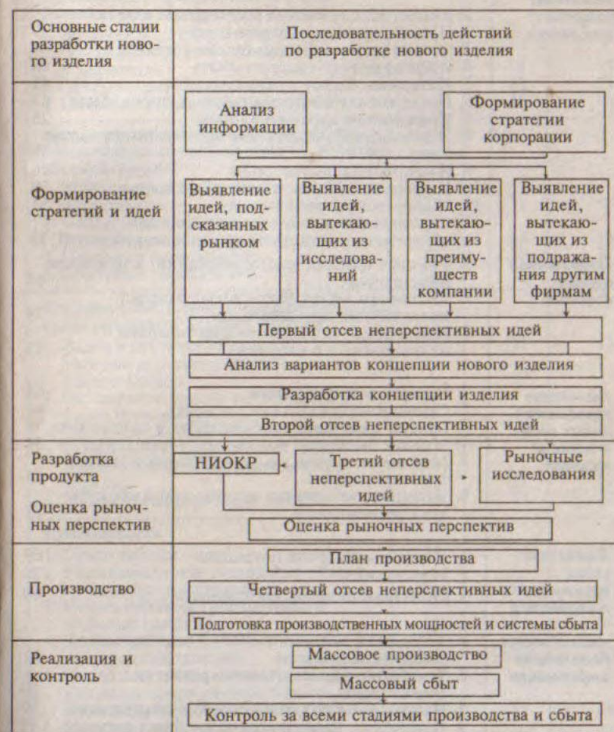 Основные стадии
разработки ново-
го изделия
Последовательность действий
по разработке нового изделия
Формирование
стратегий и идей
Анализ
информации
Формирование
стратегии
корпорации
Выявление
идей, под-
сказанных
рынком
Выявление
идей,
вытекаю-
щих из
исследова-
ний
Выявление
идей,
вытекаю-
щих из
преиму-
ществ
компании
Выявление
идей,
вытекаю-
щих из
подража-
ния другим
фирмам
Первый отсев неперспективных идей
Анализ вариантов концепции нового изделия
Разработка концепции изделия
Второй отсев неперспективных идей
Разработка
продукта
Оценка рыноч-
ных перспектив
НИОКР
Третий отсев
неперспективных
идей
Рыночные
исследования
Оценка рыночных перспектив
Производство
План производства
Четвертый отсев неперспективных идей
Подготовка производственных мощностей и системы сбыта
Реализация и
контроль
Массовое производство
Массовый сбыт
Контроль за всеми стадиями производства и сбыта